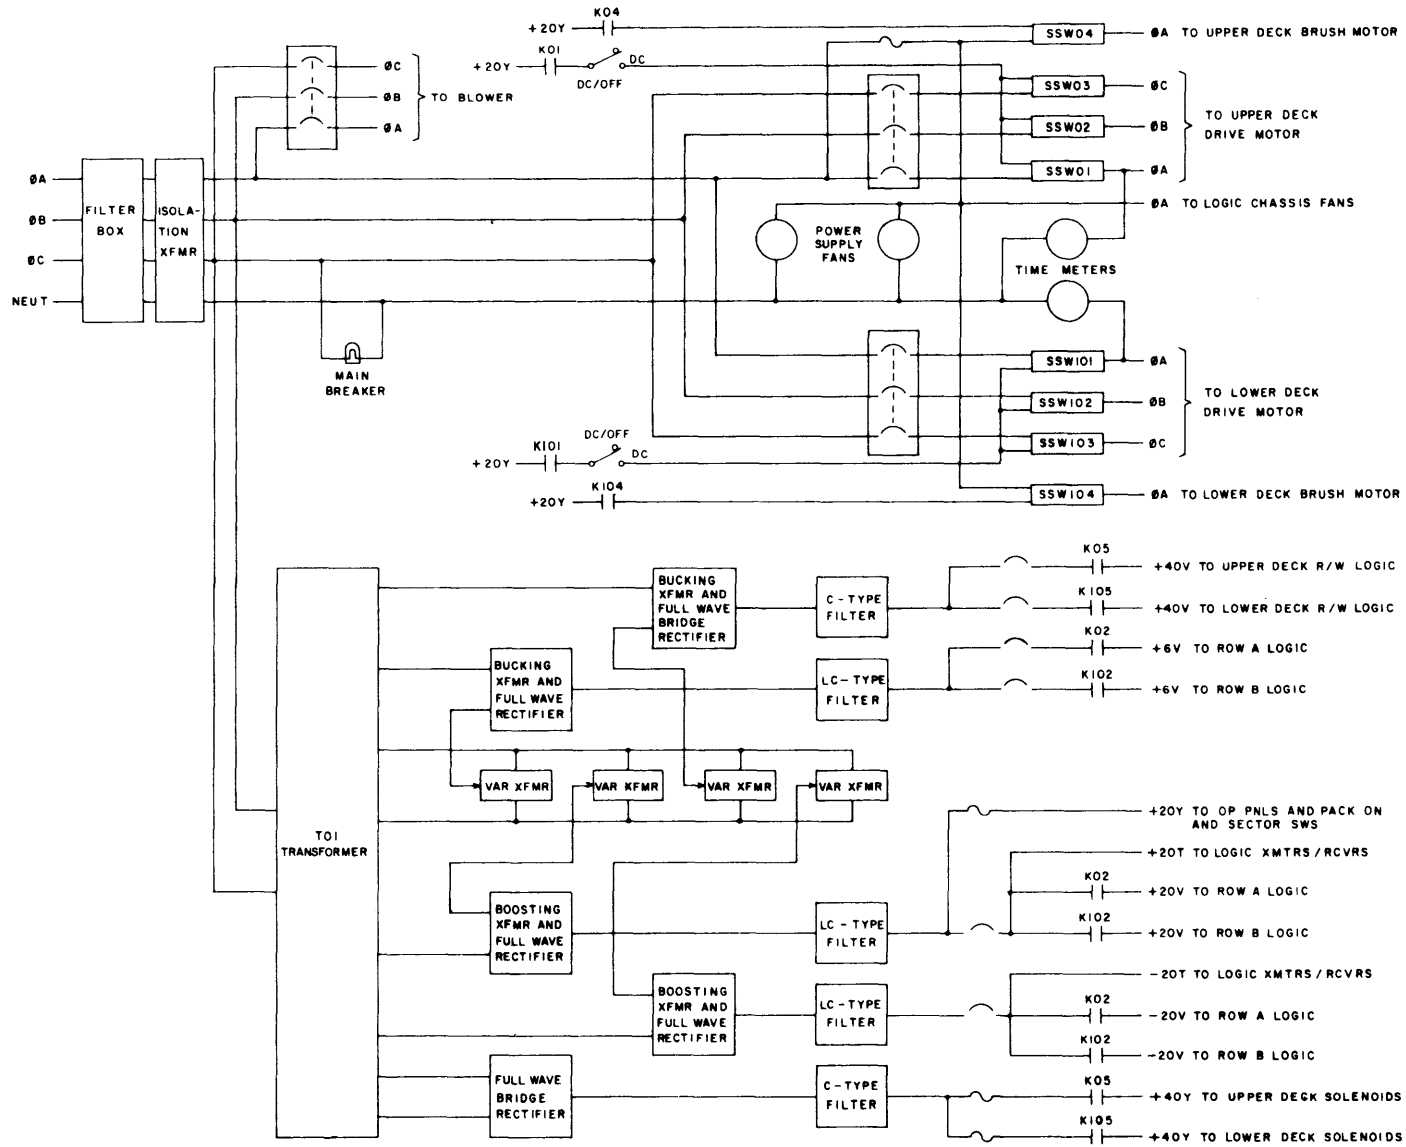 K04
+20Y
SSW04
ØA TO UPPER DECK BRUSH MOTOR
K01
+20Y
DC
DC/OFF
ØC
ØB
ØA
TO BLOWER
SSW03
ØC
SSW02
ØB
SSW01
ØA
TO UPPER DECK
DRIVE MOTOR
ØA
ØB
ØC
NEUT
FILTER
BOX
ISOLA-
TION
XFMR
ØA TO LOGIC CHASSIS FANS
POWER
SUPPLY
FANS
TIME METERS
MAIN
BREAKER
SSW101
ØA
SSW102
ØB
SSW103
ØC
TO LOWER DECK
DRIVE MOTOR
DC/OFF
K101
+20Y
DC
K104
+20Y
SSW104
ØA TO LOWER DECK BRUSH MOTOR
T01
TRANSFORMER
BUCKING
XFMR AND
FULL WAVE
BRIDGE
RECTIFIER
C-TYPE
FILTER
K05
+40V TO UPPER DECK R/W LOGIC
K105
+40V TO LOWER DECK R/W LOGIC
BUCKING
XFMR AND
FULL WAVE
RECTIFIER
LC-TYPE
FILTER
K02
+6V TO ROW A LOGIC
K102
+6V TO ROW B LOGIC
VAR XFMR
VAR XFMR
VAR XFMR
VAR XFMR
+20Y TO OP PNLS AND PACK ON
AND SECTOR SWS
+20T TO LOGIC XMTRS/RCVRS
BOOSTING
XFMR AND
FULL WAVE
RECTIFIER
LC-TYPE
FILTER
K02
+20V TO ROW A LOGIC
K102
+20V TO ROW B LOGIC
BOOSTING
XFMR AND
FULL WAVE
RECTIFIER
LC-TYPE
FILTER
-20T TO LOGIC XMTRS/RCVRS
K02
-20V TO ROW A LOGIC
K102
-20V TO ROW B LOGIC
FULL WAVE
BRIDGE
RECTIFIER
C-TYPE
FILTER
K05
+40Y TO UPPER DECK SOLENOIDS
K105
+40Y TO LOWER DECK SOLENOIDS